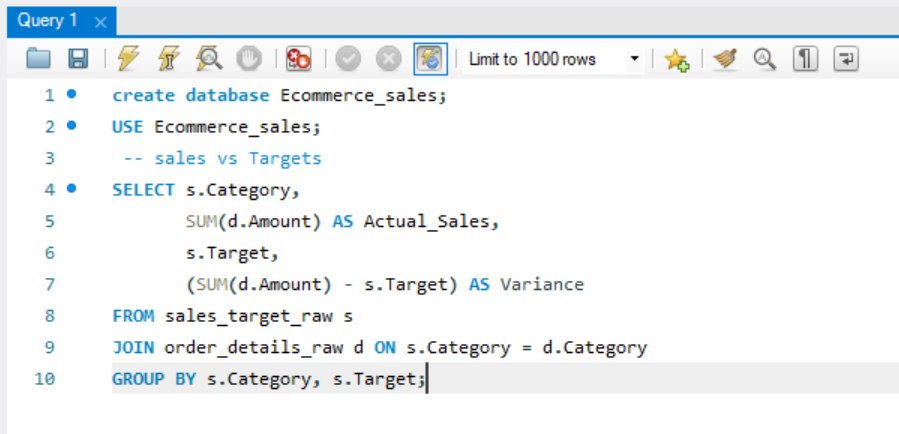 Query 1
Limit to 1000 rows
1 create database Ecommerce_sales;
2 USE Ecommerce_sales;
3 -- sales vs Targets
4 SELECT s.Category,
5 SUM(d.Amount) AS Actual_Sales,
6 s.Target,
7 (SUM(d.Amount) - s.Target) AS Variance
8 FROM sales_target_raw s
9 JOIN order_details_raw d ON s.Category = d.Category
10 GROUP BY s.Category, s.Target;